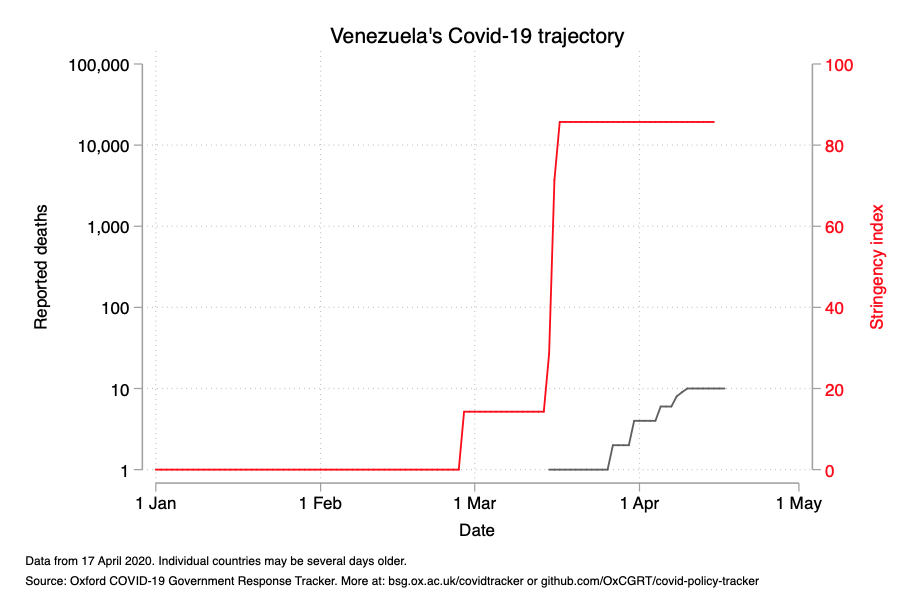 Venezuela's Covid-19 trajectory
100,000
10,000
1,000
100
10
1
Reported deaths
100
80
60
40
20
0
Stringency index
1 Jan 1 Feb 1 Mar 1 Apr 1 May
Date
Data from 17 April 2020. Individual countries may be several days older.
Source: Oxford COVID-19 Government Response Tracker. More at: bsg.ox.ac.uk/covidtracker or github.com/OxCGRT/covid-policy-tracker